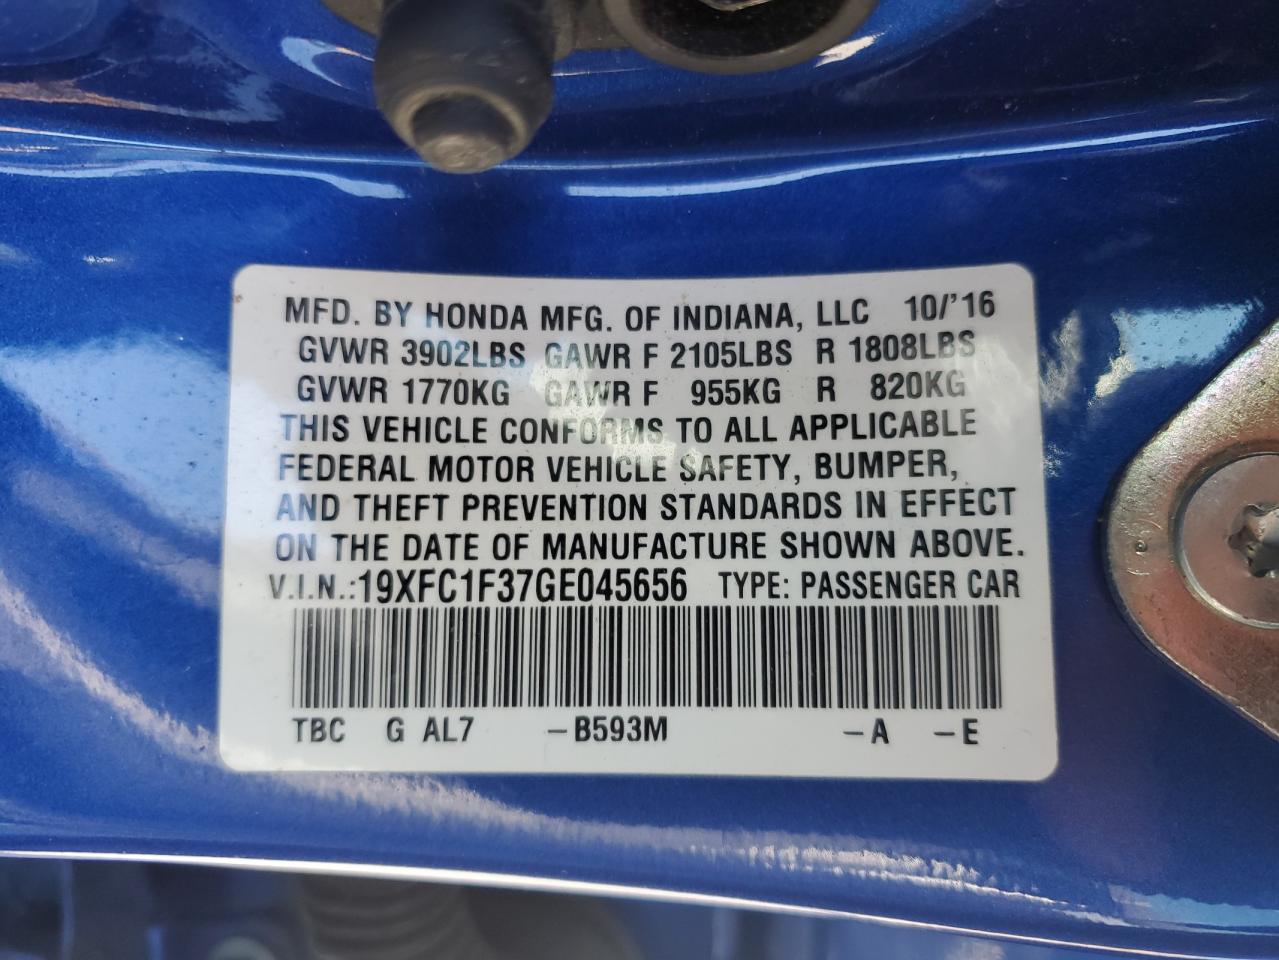 MFD. BY HONDA MFG. OF INDIANA, LLC 10/'16
GVWR 3902LBS GAWR F 2105LBS R 1808LBS
GVWR 1770KG GAWR F 955KG R 820KG
THIS VEHICLE CONFORMS TO ALL APPLICABLE
FEDERAL MOTOR VEHICLE SAFETY, BUMPER,
AND THEFT PREVENTION STANDARDS IN EFFECT
ON THE DATE OF MANUFACTURE SHOWN ABOVE.
V.I.N.:19XFC1F37GE045656 TYPE: PASSENGER CAR
TBC G AL7 –B593M –A –E